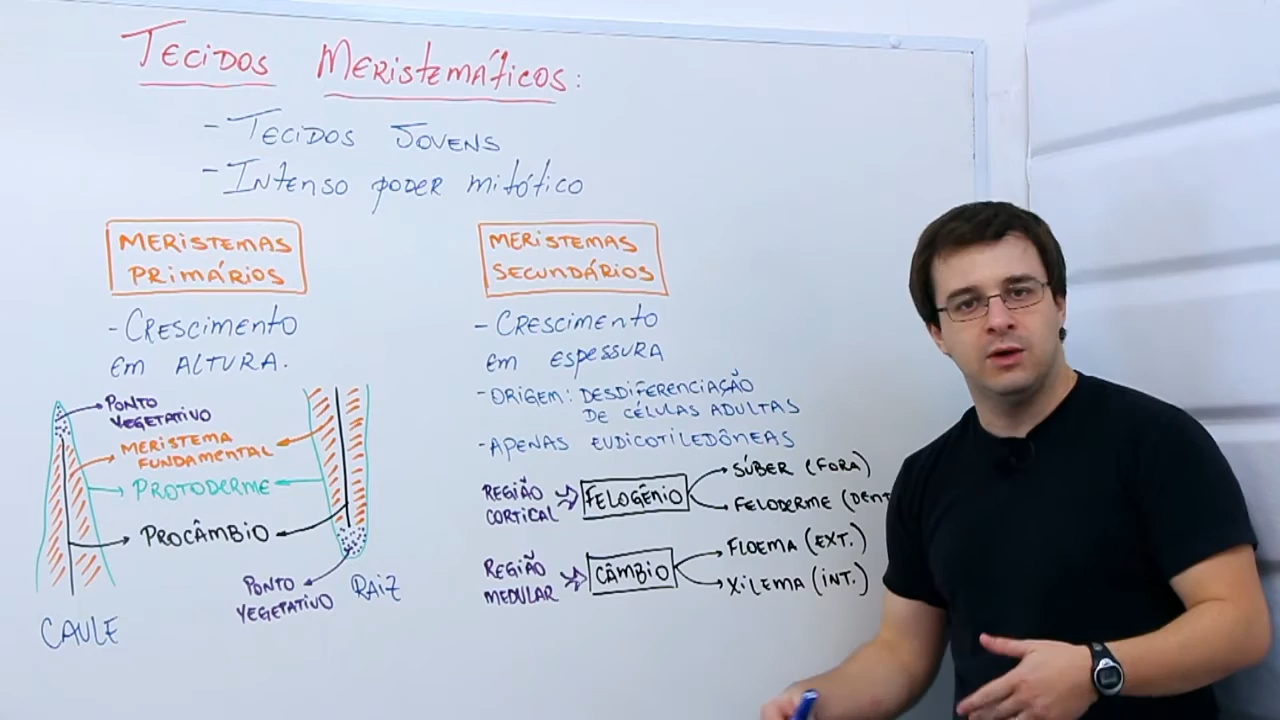 TECIDOS MERISTEMÁTICOS:
- TECIDOS JOVENS
- INTENSO PODER MITÓTICO
MERISTEMAS
PRIMÁRIOS
- CRESCIMENTO
EM ALTURA.
PONTO
VEGETATIVO
MERISTEMA
FUNDAMENTAL
PROTODERME
PROCÂMBIO
PONTO
VEGETATIVO
RAIZ
CAULE
MERISTEMAS
SECUNDÁRIOS
- CRESCIMENTO
EM ESPESSURA
- ORIGEM: DESDIFERENCIAÇÃO
DE CÉLULAS ADULTAS
- APENAS EUDICOTILEDÔNEAS
REGIÃO
CORTICAL
FELOGÊNIO
SÚBER (FORA)
FELODERME (DENT
REGIÃO
MEDULAR
CÂMBIO
FLOEMA (EXT.)
XILEMA (INT.)